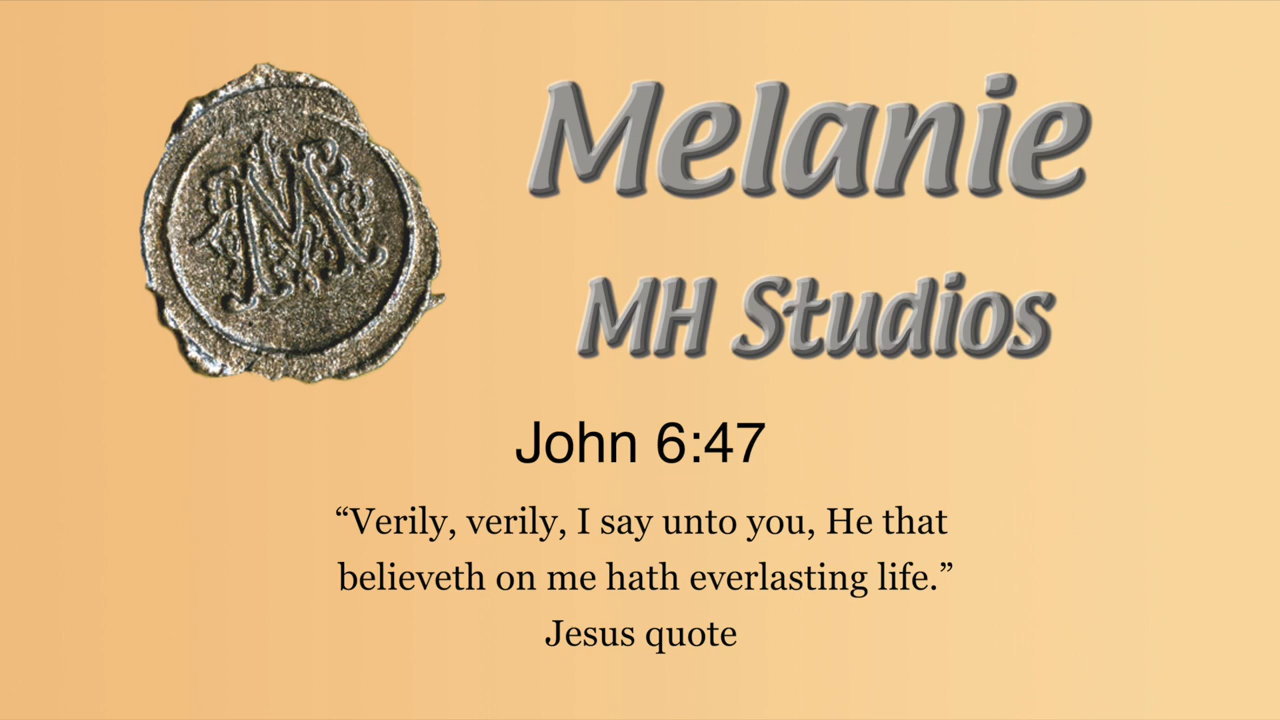 M
Melanie
MH Studios
John 6:47
“Verily, verily, I say unto you, He that
believeth on me hath everlasting life.”
Jesus quote